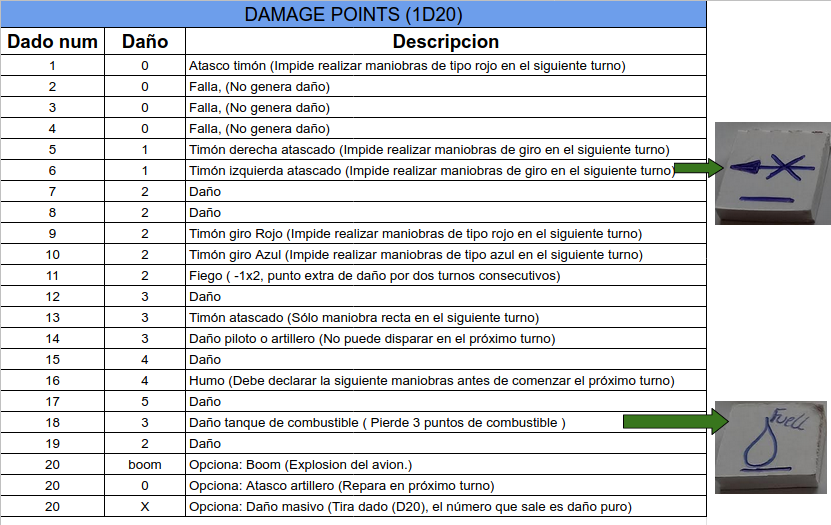 DAMAGE POINTS (1D20)
Dado num Daño Descripcion
1 0 Atasco timón (Impide realizar maniobras de tipo rojo en el siguiente turno)
2 0 Falla, (No genera daño)
3 0 Falla, (No genera daño)
4 0 Falla, (No genera daño)
5 1 Timón derecha atascado (Impide realizar maniobras de giro en el siguiente turno)
6 1 Timón izquierda atascado (Impide realizar maniobras de giro en el siguiente turno)
7 2 Daño
8 2 Daño
9 2 Timón giro Rojo (Impide realizar maniobras de tipo rojo en el siguiente turno)
10 2 Timón giro Azul (Impide realizar maniobras de tipo azul en el siguiente turno)
11 2 Fiego ( -1x2, punto extra de daño por dos turnos consecutivos)
12 3 Daño
13 3 Timón atascado (Sólo maniobra recta en el siguiente turno)
14 3 Daño piloto o artillero (No puede disparar en el próximo turno)
15 4 Daño
16 4 Humo (Debe declarar la siguiente maniobras antes de comenzar el próximo turno)
17 5 Daño
18 3 Daño tanque de combustible ( Pierde 3 puntos de combustible )
Fuell
19 2 Daño
20 boom Opciona: Boom (Explosion del avion.)
20 0 Opciona: Atasco artillero (Repara en próximo turno)
20 X Opciona: Daño masivo (Tira dado (D20), el número que sale es daño puro)